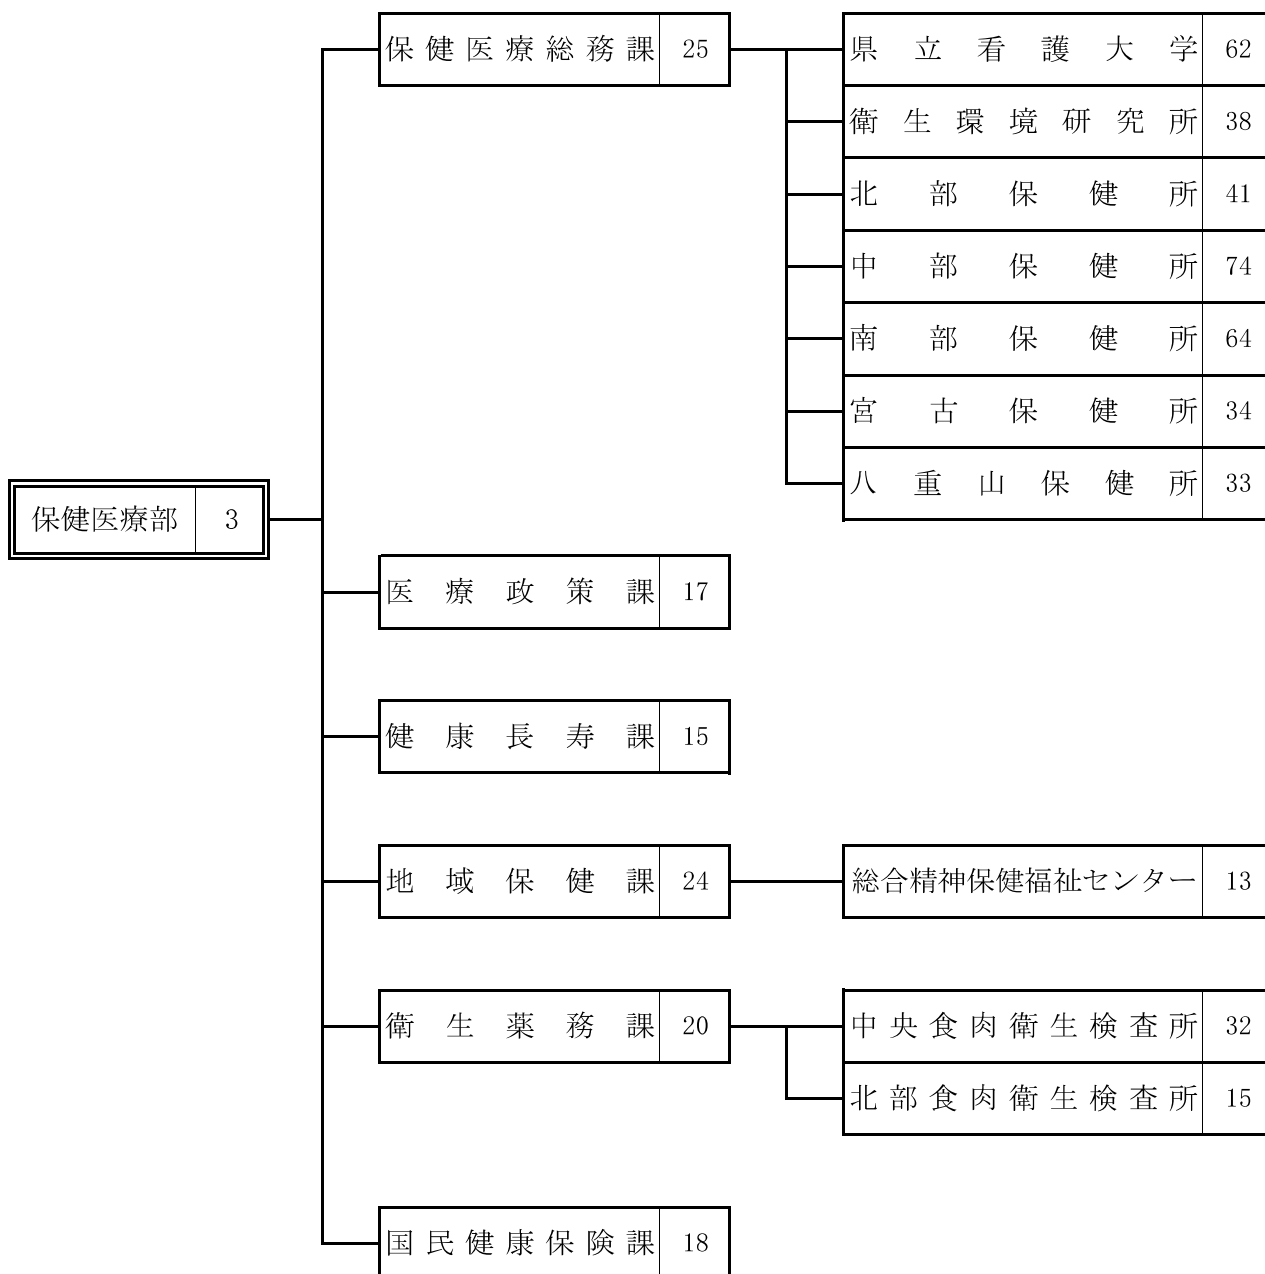 保健医療総務課 25 県立看護大学 62
衛生環境研究所 38
北部保健所 41
中部保健所 74
南部保健所 64
宮古保健所 34
八重山保健所 33
保健医療部 3
医療政策課 17
健康長寿課 15
地域保健課 24 総合精神保健福祉センター 13
衛生薬務課 20 中央食肉衛生検査所 32
北部食肉衛生検査所 15
国民健康保険課 18